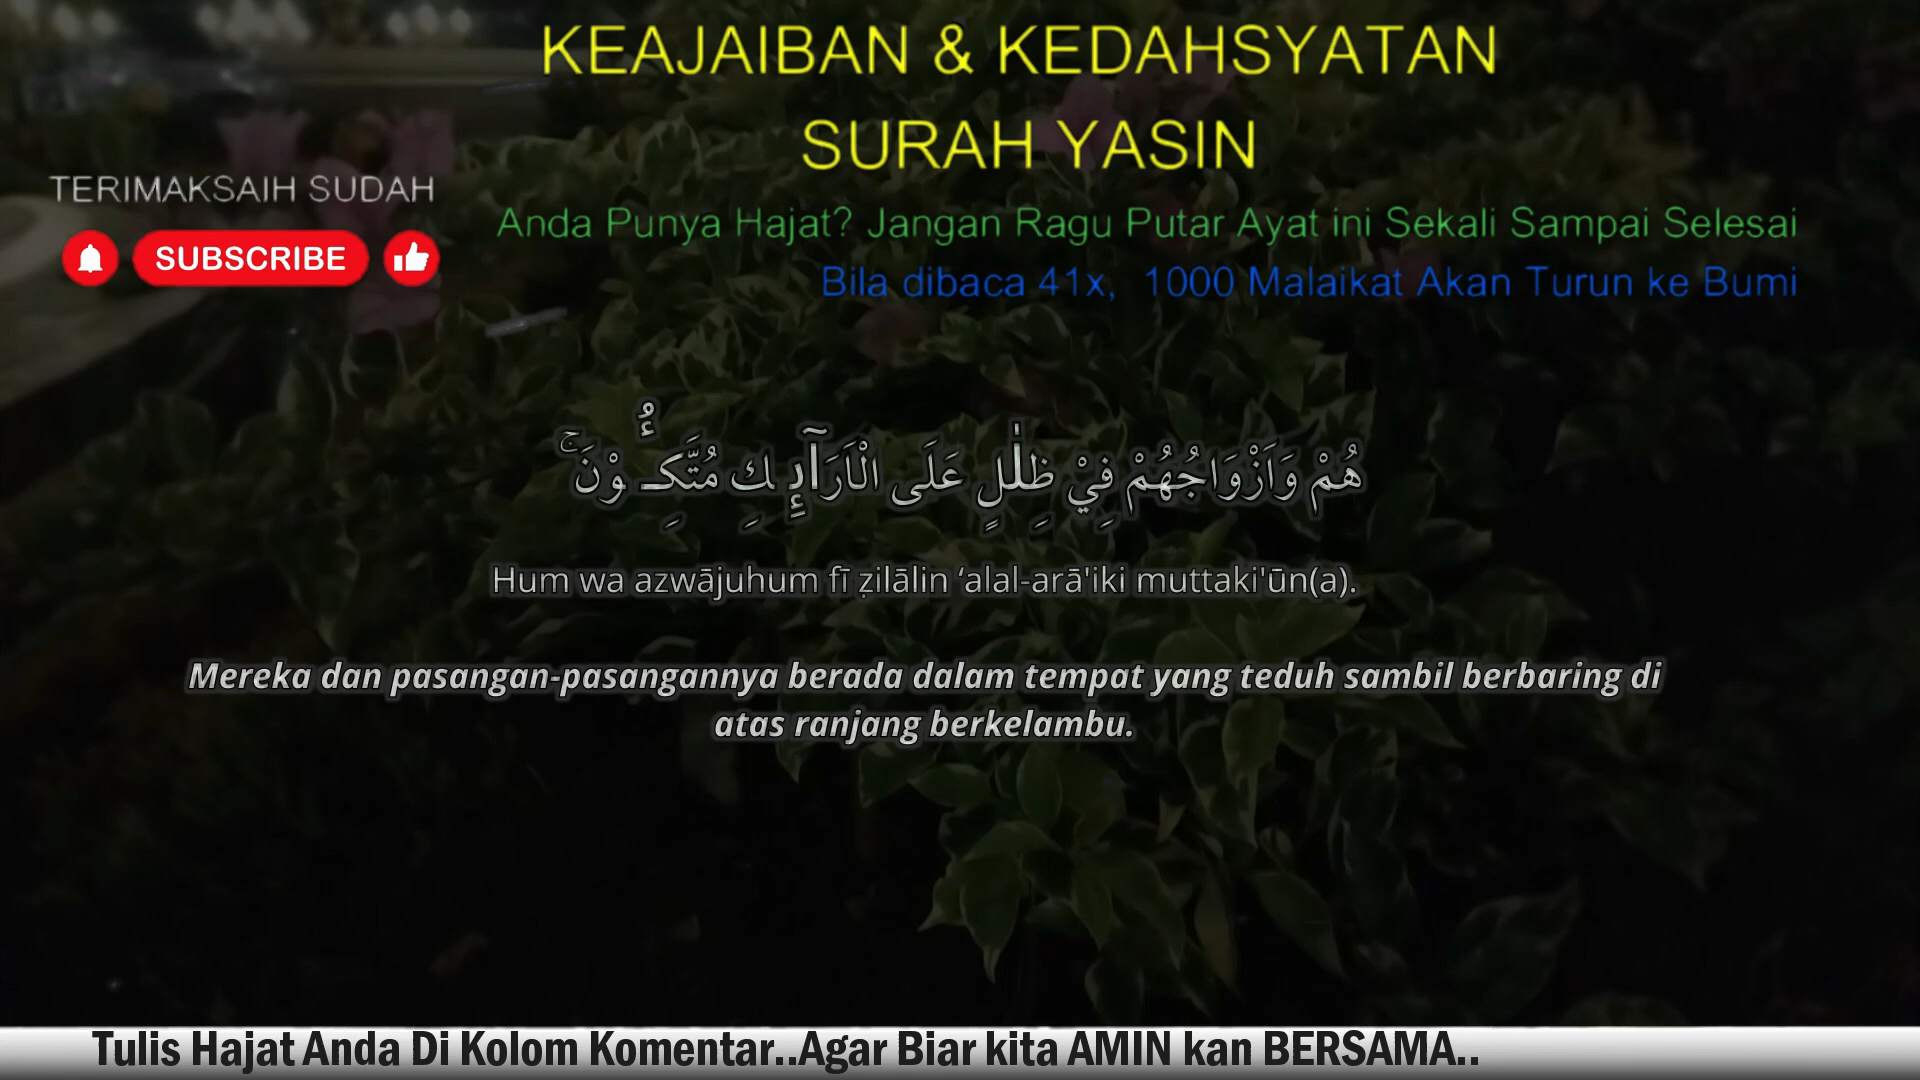 KEAJAIBAN & KEDAHSYATAN
SURAH YASIN
TERIMAKSAIH SUDAH
SUBSCRIBE
Anda Punya Hajat? Jangan Ragu Putar Ayat ini Sekali Sampai Selesai
Bila dibaca 41x, 1000 Malaikat Akan Turun ke Bumi
هُمْ وَاَزْوَاجُهُمْ فِيْ ظِلٰلٍ عَلَى الْاَرَاۤىِٕكِ مُتَّكِـُٔوْنَ ۚ
Hum wa azwājuhum fī ẓilālin ‘alal-arā'iki muttaki'ūn(a).
Mereka dan pasangan-pasangannya berada dalam tempat yang teduh sambil berbaring di
atas ranjang berkelambu.
Tulis Hajat Anda Di Kolom Komentar..Agar Biar kita AMIN kan BERSAMA..